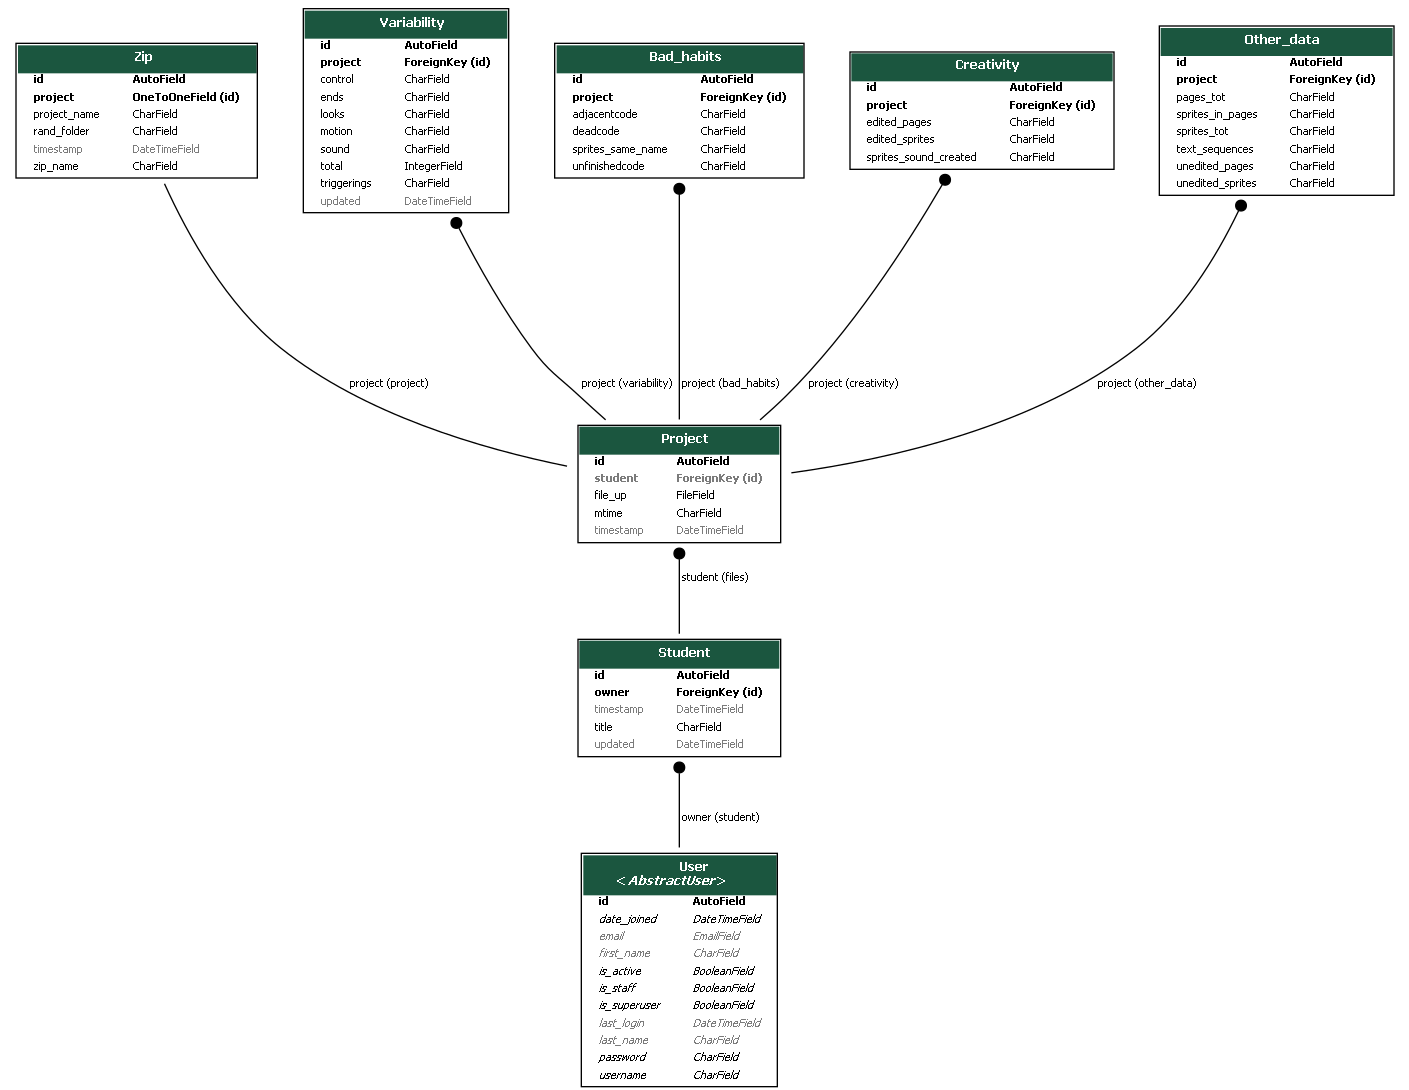 Zip
id AutoField
project OneToOneField (id)
project_name CharField
rand_folder CharField
timestamp DateTimeField
zip_name CharField
Variability
id AutoField
project ForeignKey (id)
control CharField
ends CharField
looks CharField
motion CharField
sound CharField
total IntegerField
triggerings CharField
updated DateTimeField
Bad_habits
id AutoField
project ForeignKey (id)
adjacentcode CharField
deadcode CharField
sprites_same_name CharField
unfinishedcode CharField
Creativity
id AutoField
project ForeignKey (id)
edited_pages CharField
edited_sprites CharField
sprites_sound_created CharField
Other_data
id AutoField
project ForeignKey (id)
pages_tot CharField
sprites_in_pages CharField
sprites_tot CharField
text_sequences CharField
unedited_pages CharField
unedited_sprites CharField
project (project)
project (variability)
project (bad_habits)
project (creativity)
project (other_data)
Project
id AutoField
student ForeignKey (id)
file_up FileField
mtime CharField
timestamp DateTimeField
student (files)
Student
id AutoField
owner ForeignKey (id)
timestamp DateTimeField
title CharField
updated DateTimeField
owner (student)
User
<AbstractUser>
id AutoField
date_joined DateTimeField
email EmailField
first_name CharField
is_active BooleanField
is_staff BooleanField
is_superuser BooleanField
last_login DateTimeField
last_name CharField
password CharField
username CharField